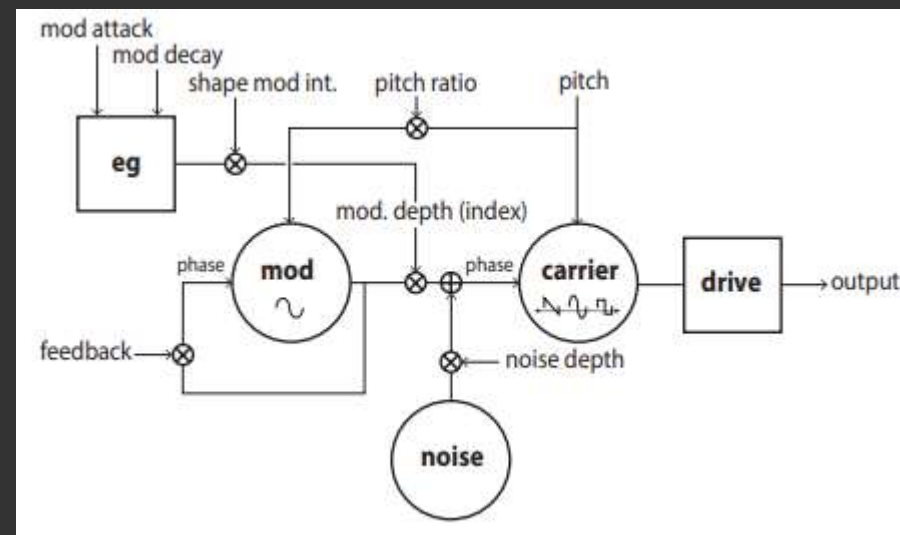 mod attack
mod decay
shape mod int.
pitch ratio
pitch
eg
mod. depth (index)
phase
mod
phase
carrier
drive
output
feedback
noise depth
noise